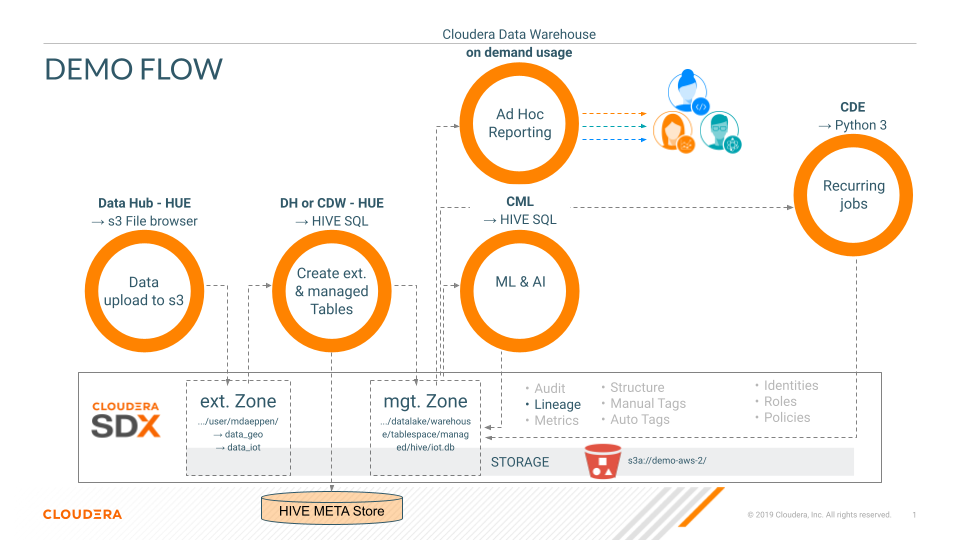 Cloudera Data Warehouse
on demand usage
DEMO FLOW
Ad Hoc
Reporting
CDE
→ Python 3
Recurring
jobs
Data Hub - HUE
→ s3 File browser
Data
upload to s3
DH or CDW - HUE
→ HIVE SQL
Create ext.
& managed
Tables
CML
→ HIVE SQL
ML & AI
CLOUDERA
SDX
ext. Zone
.../user/mdaeppen/
→ data_geo
→ data_iot
mgt. Zone
.../datalake/warehous
e/tablespace/manag
ed/hive/iot.db
• Audit
• Lineage
• Metrics
• Structure
• Manual Tags
• Auto Tags
• Identities
• Roles
• Policies
STORAGE
s3a://demo-aws-2/
HIVE META Store
CLOUDERA
© 2019 Cloudera, Inc. All rights reserved.
1